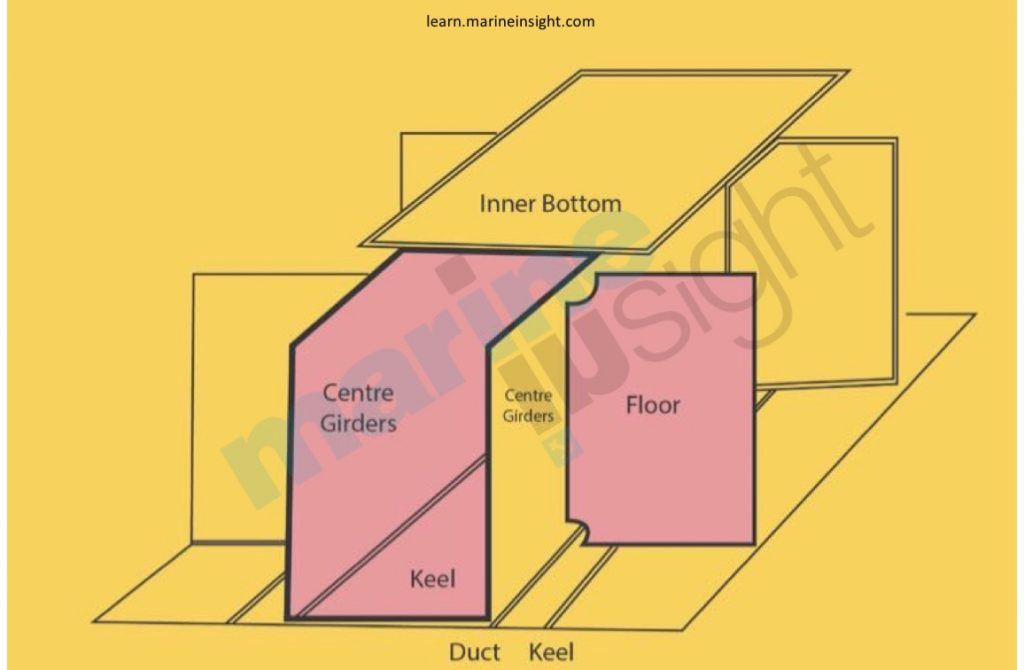 learn.marineinsight.com
Inner Bottom
marine
insight
Centre
Girders
Centre
Girders
Floor
Keel
Duct Keel